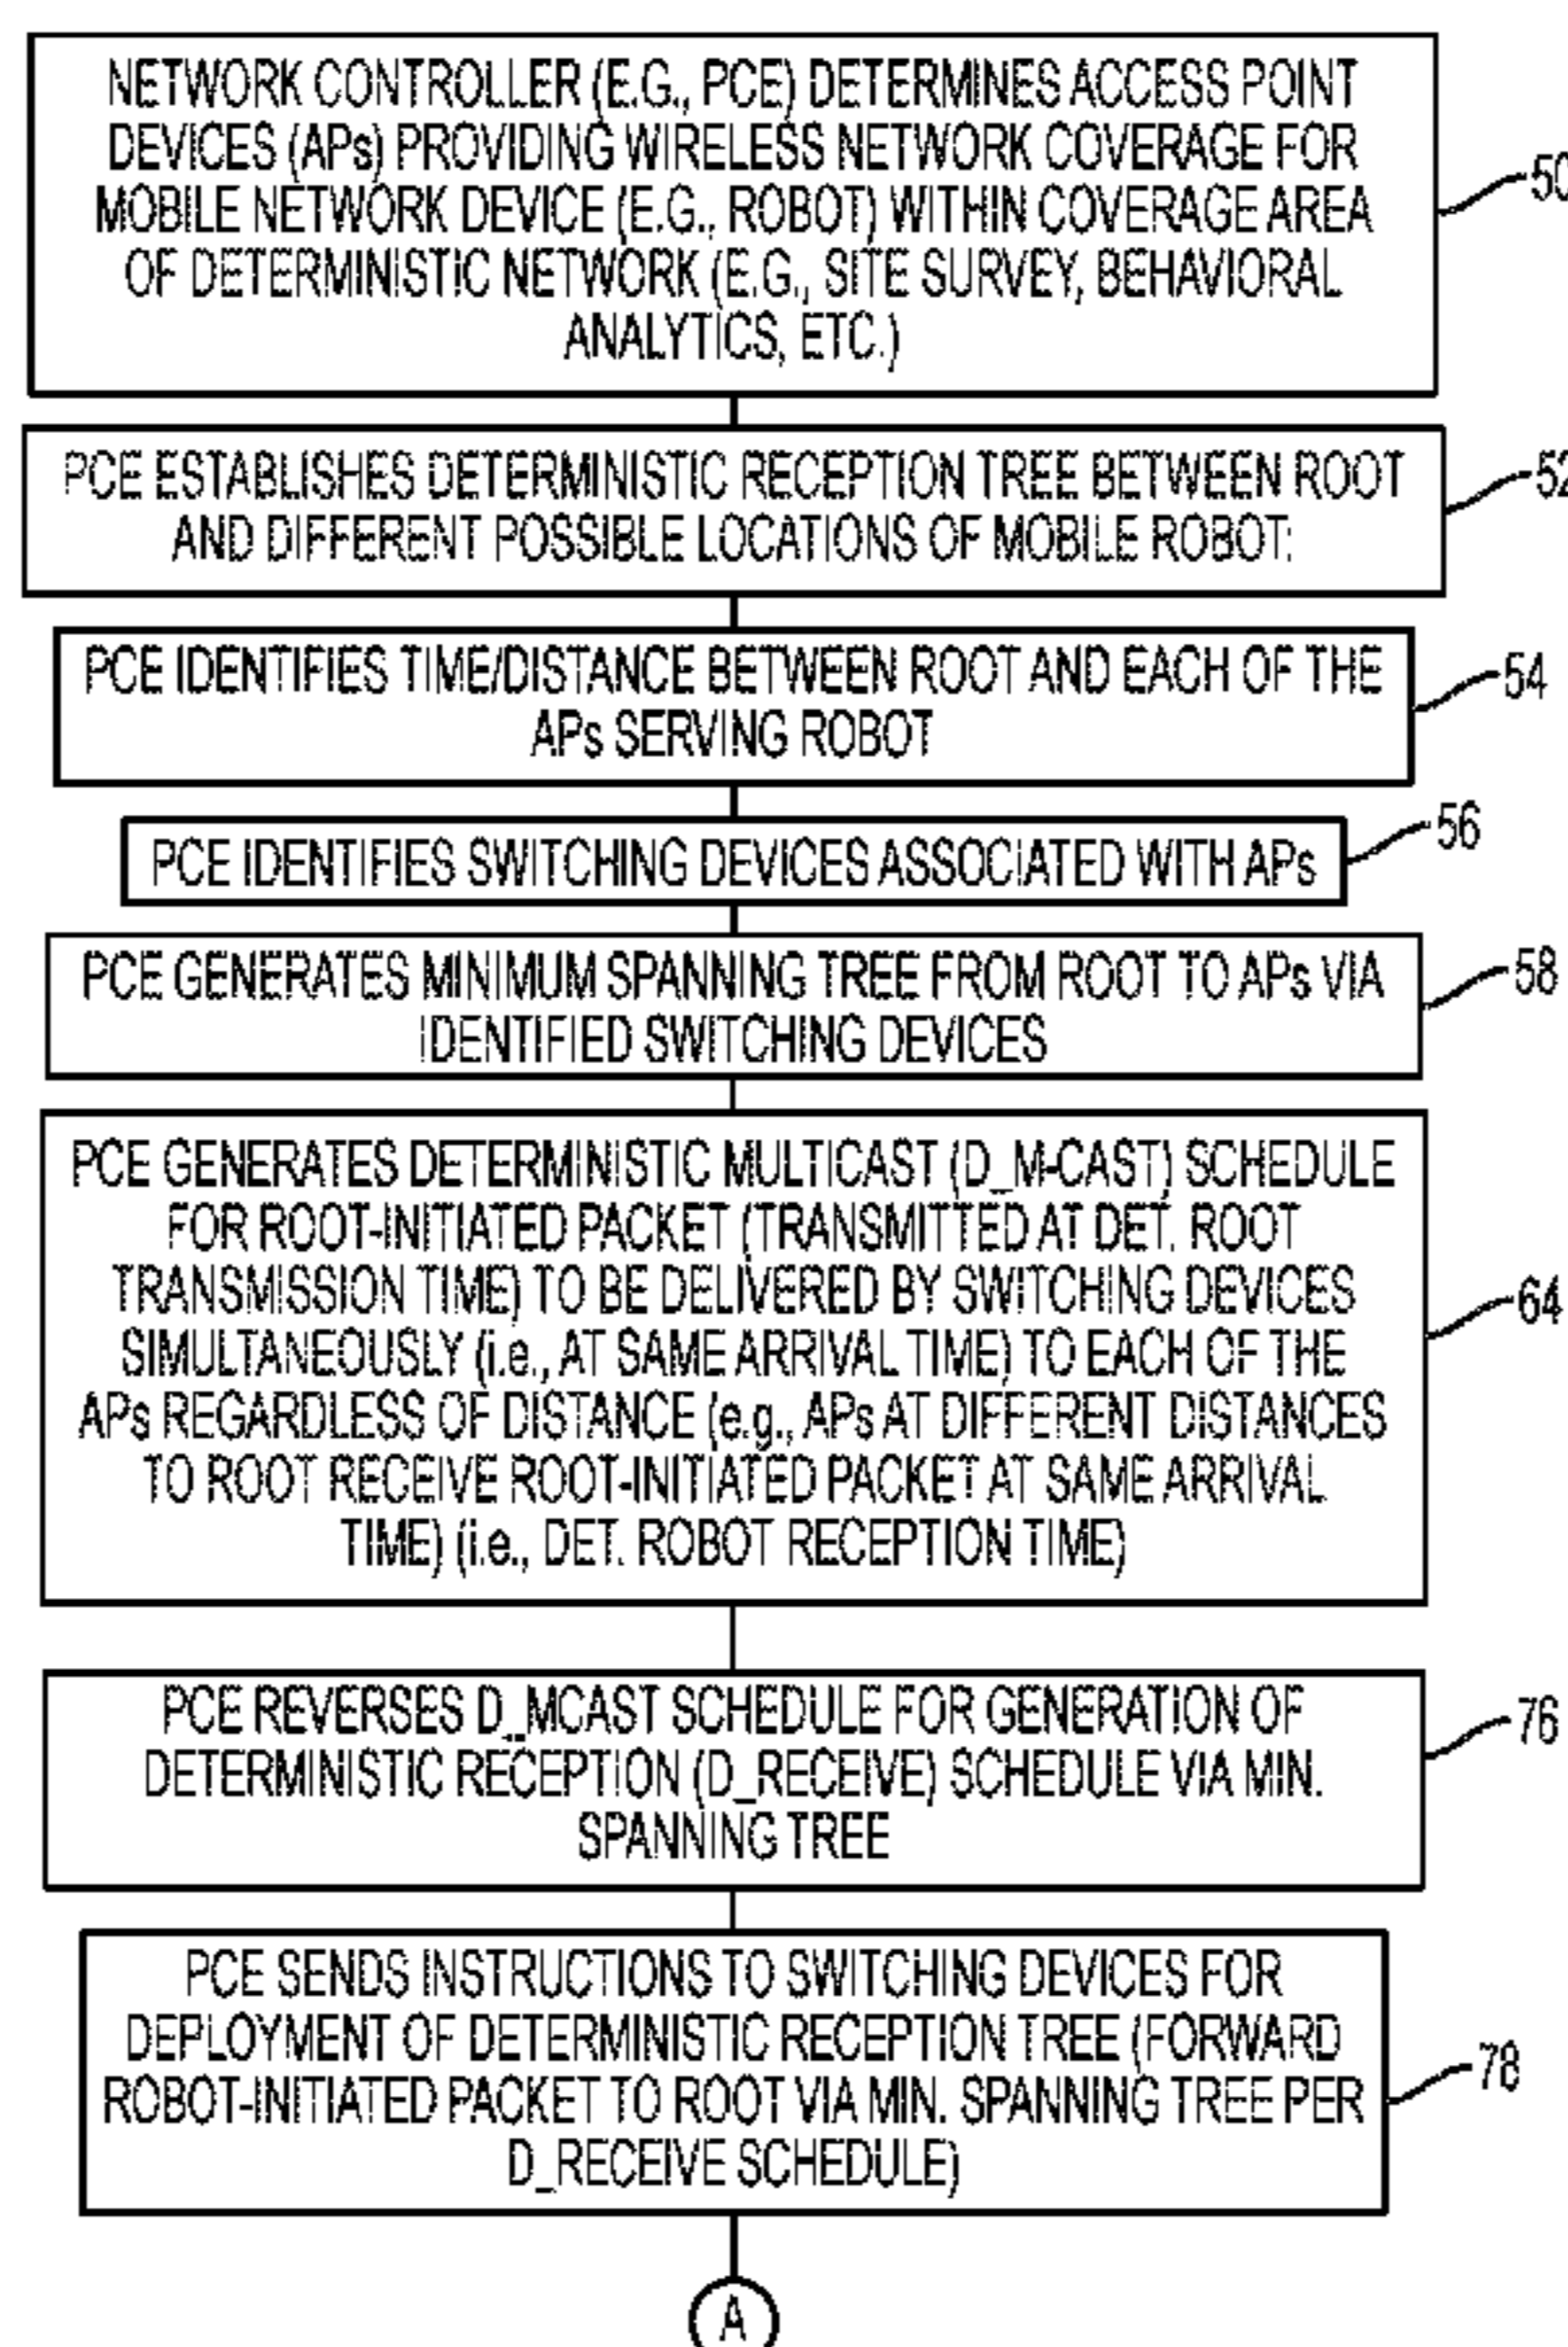 NETWORK CONTROLLER (E.G., PCE) DETERMINES ACCESS POINT
DEVICES (APs) PROVIDING WIRELESS NETWORK COVERAGE FOR
MOBILE NETWORK DEVICE (E.G., ROBOT) WITHIN COVERAGE AREA
OF DETERMINISTIC NETWORK (E.G., SITE SURVEY, BEHAVIORAL
ANALYTICS, ETC.)
50
PCE ESTABLISHES DETERMINISTIC RECEPTION TREE BETWEEN ROOT
AND DIFFERENT POSSIBLE LOCATIONS OF MOBILE ROBOT:
52
PCE IDENTIFIES TIME/DISTANCE BETWEEN ROOT AND EACH OF THE
APs SERVING ROBOT
54
PCE IDENTIFIES SWITCHING DEVICES ASSOCIATED WITH APs
56
PCE GENERATES MINIMUM SPANNING TREE FROM ROOT TO APs VIA
IDENTIFIED SWITCHING DEVICES
58
PCE GENERATES DETERMINISTIC MULTICAST (D_M-CAST) SCHEDULE
FOR ROOT-INITIATED PACKET (TRANSMITTED AT DET. ROOT
TRANSMISSION TIME) TO BE DELIVERED BY SWITCHING DEVICES
SIMULTANEOUSLY (i.e., AT SAME ARRIVAL TIME) TO EACH OF THE
APs REGARDLESS OF DISTANCE (e.g., APs AT DIFFERENT DISTANCES
TO ROOT RECEIVE ROOT-INITIATED PACKET AT SAME ARRIVAL
TIME) (i.e., DET. ROBOT RECEPTION TIME)
64
PCE REVERSES D_MCAST SCHEDULE FOR GENERATION OF
DETERMINISTIC RECEPTION (D_RECEIVE) SCHEDULE VIA MIN.
SPANNING TREE
76
PCE SENDS INSTRUCTIONS TO SWITCHING DEVICES FOR
DEPLOYMENT OF DETERMINISTIC RECEPTION TREE (FORWARD
ROBOT-INITIATED PACKET TO ROOT VIA MIN. SPANNING TREE PER
D_RECEIVE SCHEDULE)
78
A